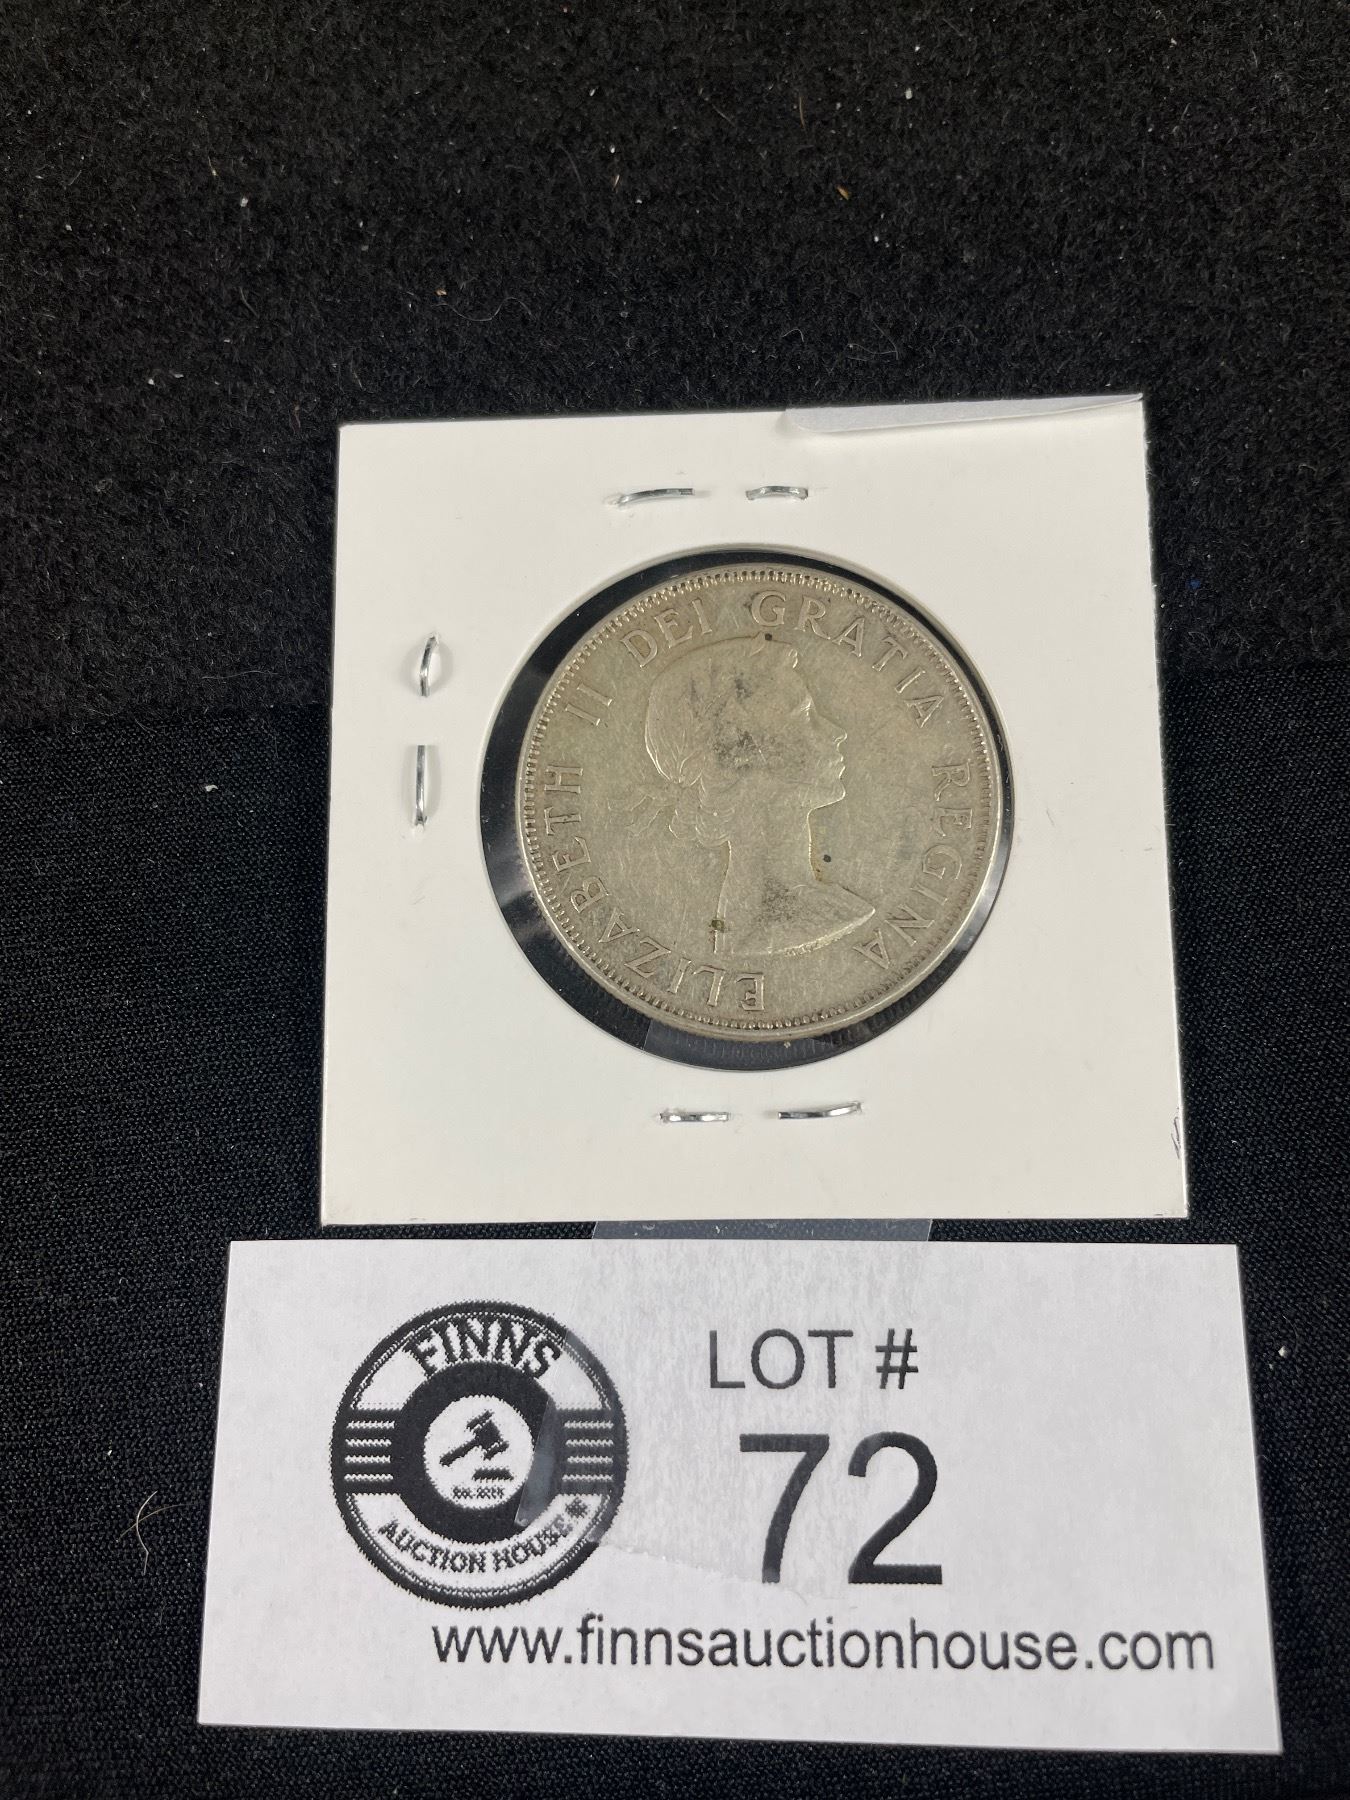 ELIZABETH II DEI GRATIA REGINA
FINNS
AUCTION HOUSE
LOT #
72
www.finnsauctionhouse.com